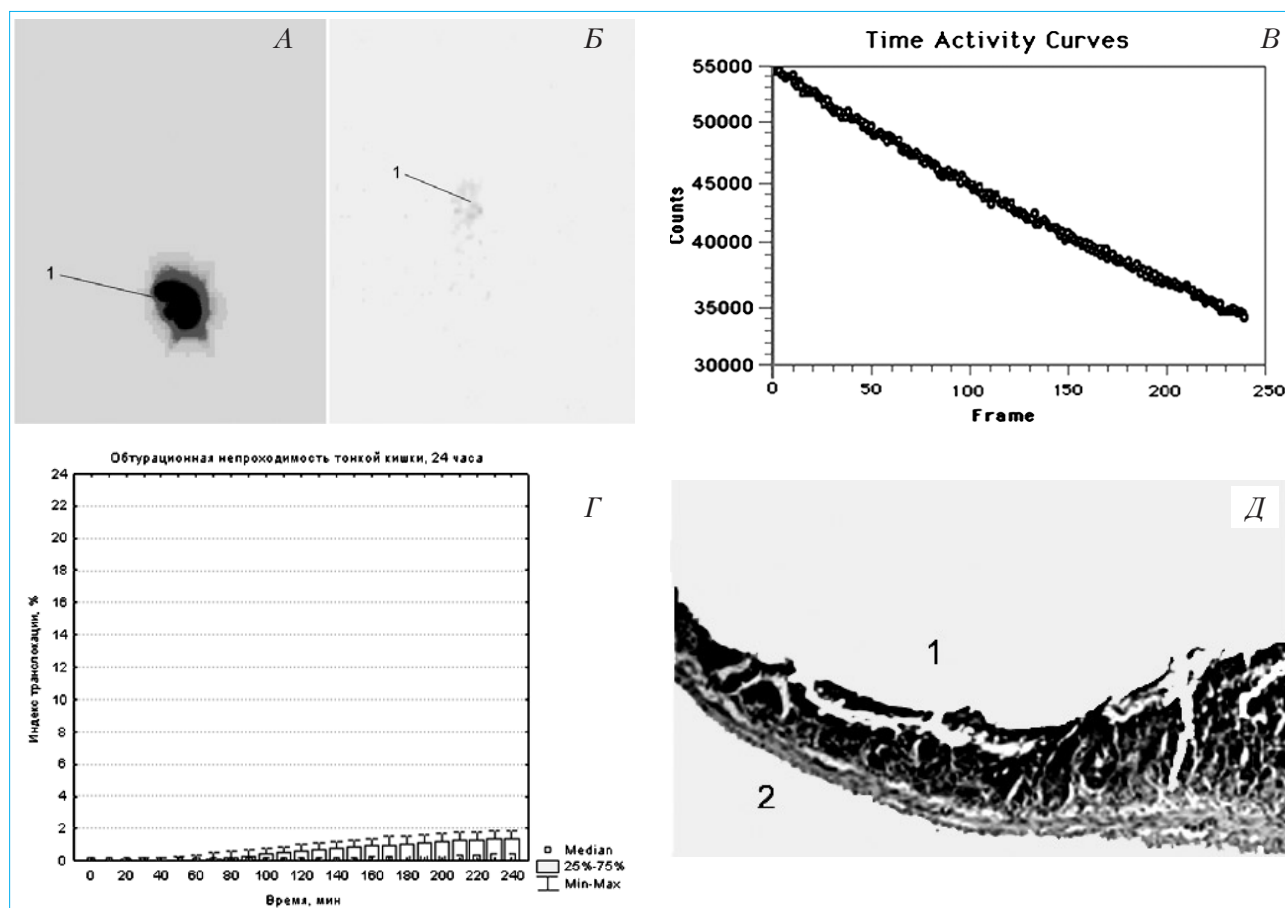 А
1
Б
1
В
Time Activity Curves
55000
50000
45000
40000
35000
30000
Counts
0
50
100
150
200
250
Frame
Г
Обтурационная непроходимость тонкой кишки, 24 часа
24
22
20
18
16
14
12
10
8
6
4
2
0
Индекс транслокации, %
0 20 40 60 80 100 120 140 160 180 200 220 240
Время, мин
Median
25%-75%
Min-Max
Д
1
2